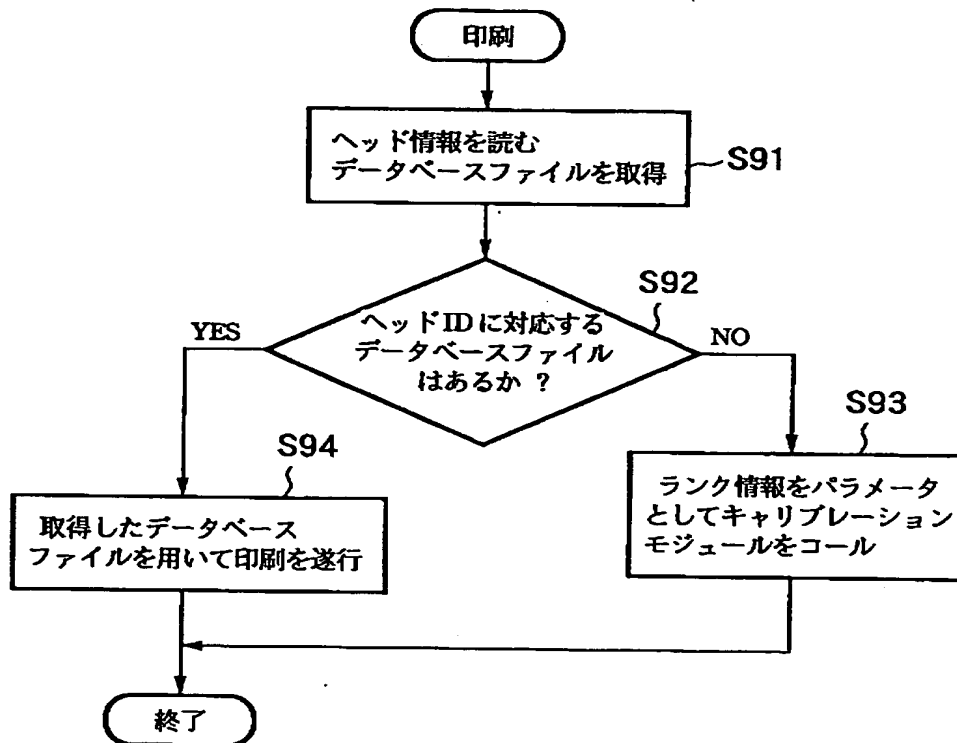 印刷
ヘッド情報を読む
データベースファイルを取得
S91
S92
ヘッドIDに対応する
データベースファイル
はあるか ?
YES
NO
S93
ランク情報をパラメータ
としてキャリブレーション
モジュールをコール
S94
取得したデータベース
ファイルを用いて印刷を遂行
終了